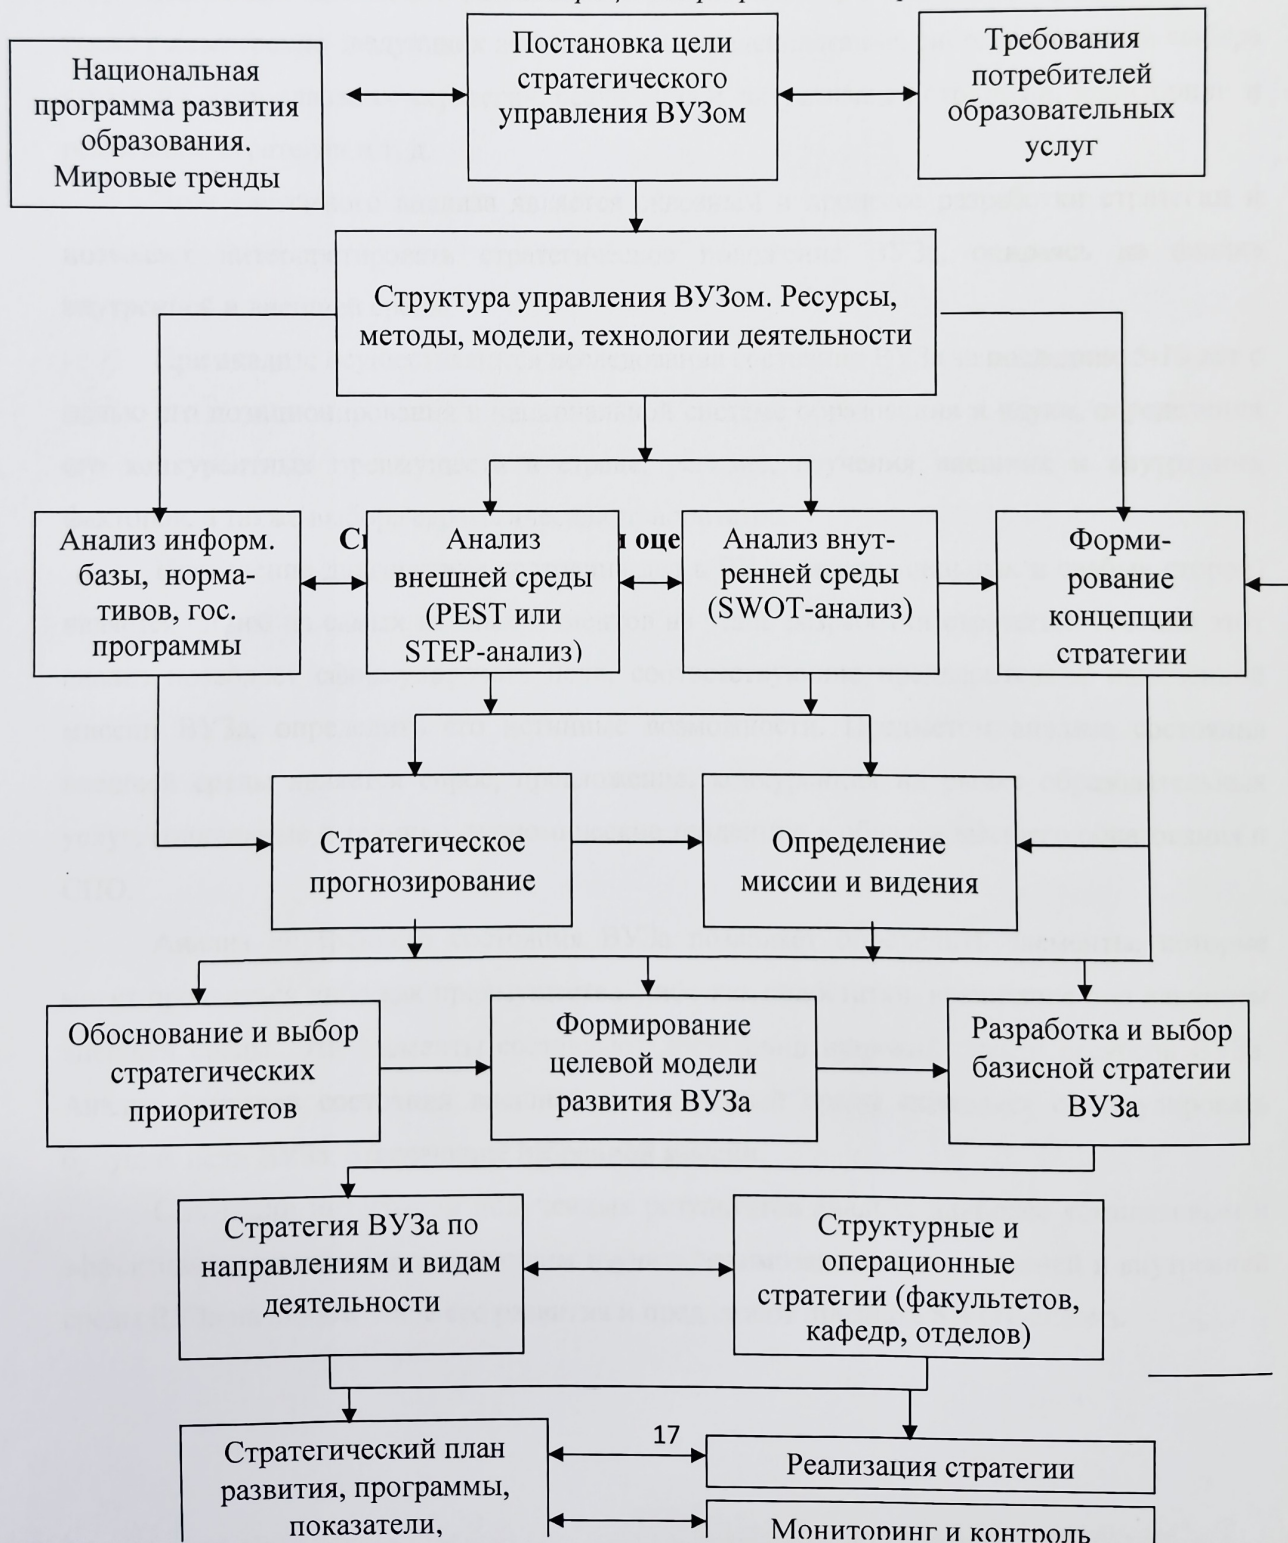 Национальная
программа развития
образования.
Мировые тренды
Постановка цели
стратегического
управления ВУЗом
Требования
потребителей
образовательных
услуг
Структура управления ВУЗом. Ресурсы,
методы, модели, технологии деятельности
Анализ информ.
базы, норма-
тивов, гос.
программы
Анализ
внешней среды
(PEST или
STEP-анализ)
Анализ внут-
ренней среды
(SWOT-анализ)
Форми-
рование
концепции
стратегии
Стратегическое
прогнозирование
Определение
миссии и видения
Обоснование и выбор
стратегических
приоритетов
Формирование
целевой модели
развития ВУЗа
Разработка и выбор
базисной стратегии
ВУЗа
Стратегия ВУЗа по
направлениям и видам
деятельности
Структурные и
операционные
стратегии (факультетов,
кафедр, отделов)
Стратегический план
развития, программы,
показатели,
17
Реализация стратегии
Мониторинг и контроль